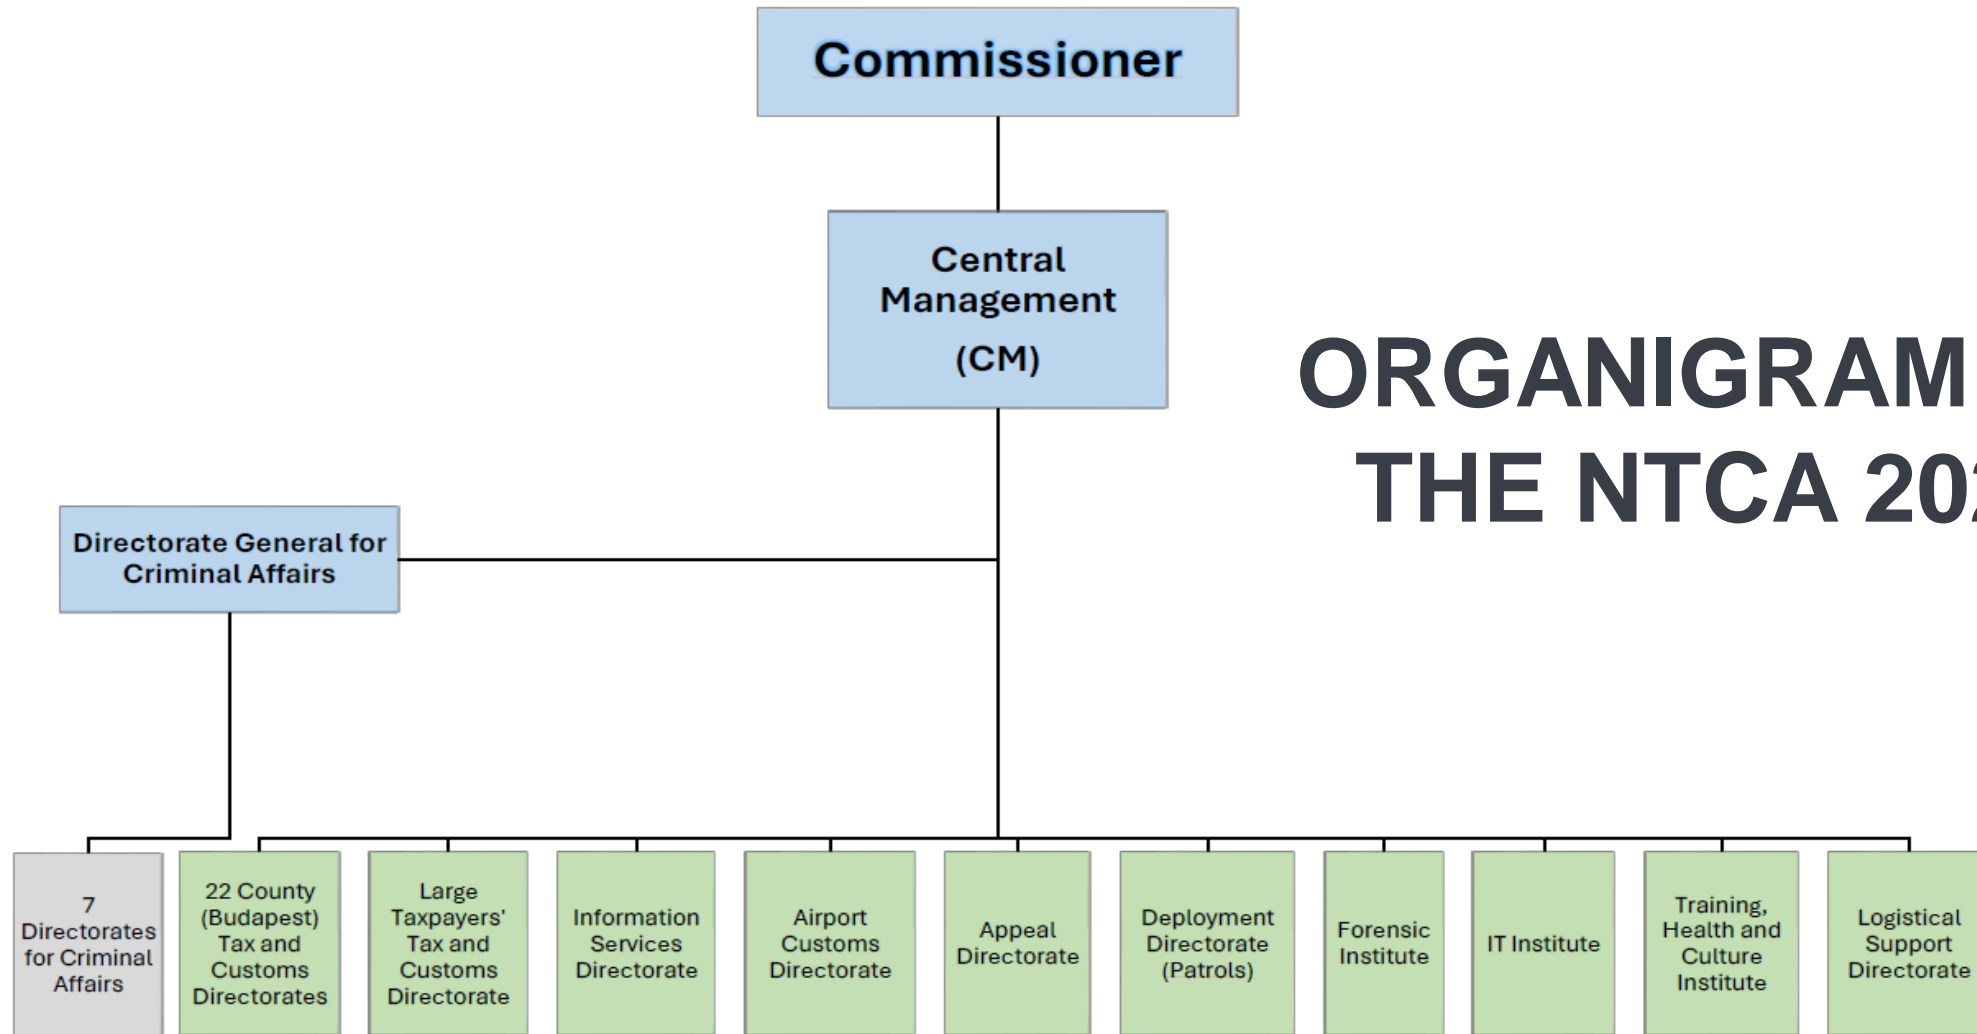 Commissioner
Central
Management
(CM)
ORGANIGRAM
THE NTCA
Directorate General for
Criminal Affairs
7
Directorates
for Criminal
Affairs
22 County
(Budapest)
Tax and
Customs
Directorates
Large
Taxpayers'
Tax and
Customs
Directorate
Information
Services
Directorate
Airport
Customs
Directorate
Appeal
Directorate
Deployment
Directorate
(Patrols)
Forensic
Institute
IT Institute
Training,
Health and
Culture
Institute
Logistical
Support
Directorate